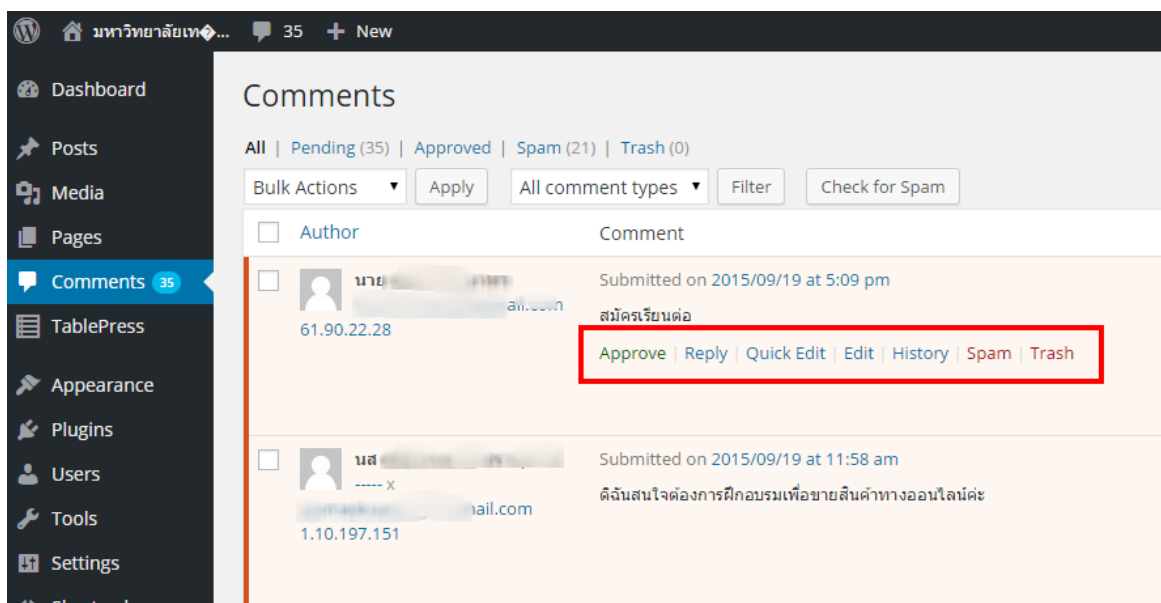 มหาวิทยาลัยเท�... 35 + New
Dashboard
Posts
Media
Pages
Comments 35
TablePress
Appearance
Plugins
Users
Tools
Settings
Comments
All | Pending (35) | Approved | Spam (21) | Trash (0)
Bulk Actions Apply All comment types Filter Check for Spam
Author Comment
นาย
ail.com
61.90.22.28
Submitted on 2015/09/19 at 5:09 pm
สมัครเรียนต่อ
Approve | Reply | Quick Edit | Edit | History | Spam | Trash
นส
----- x
mail.com
1.10.197.151
Submitted on 2015/09/19 at 11:58 am
ดิฉันสนใจต้องการฝึกอบรมเพื่อขายสินค้าทางออนไลน์ค่ะ